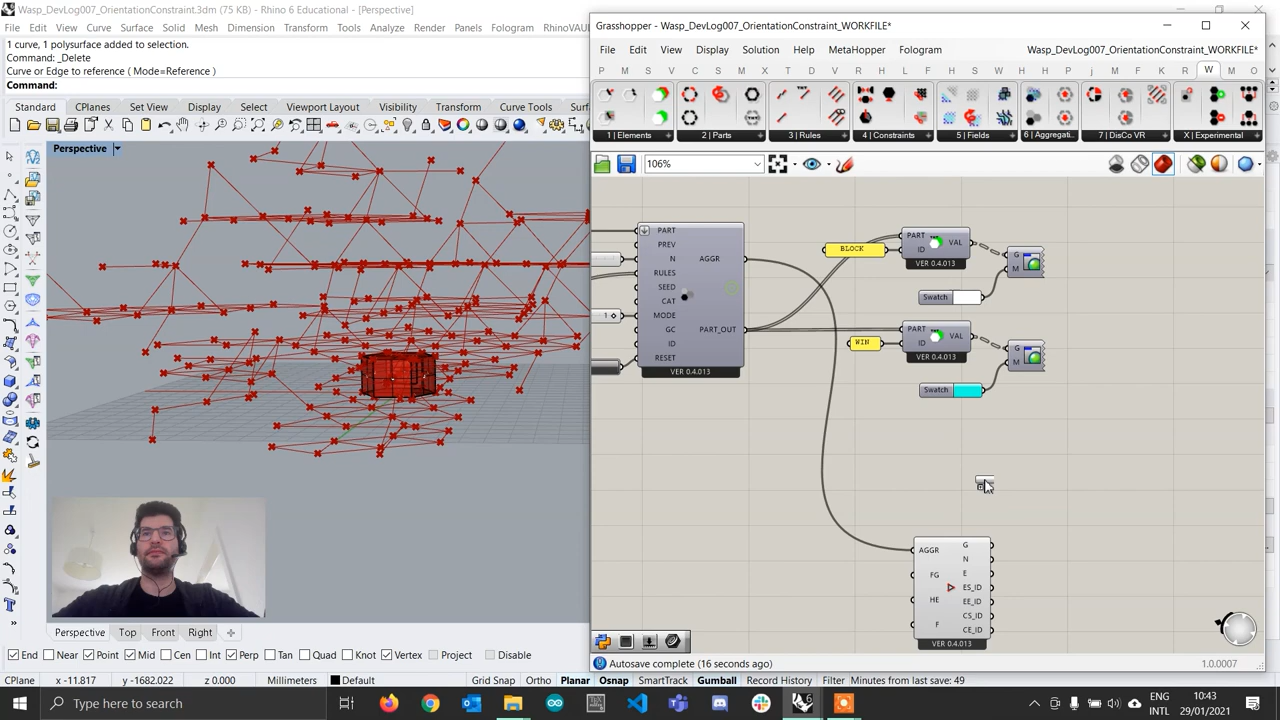 Wasp_DevLog007_OrientationConstraint.3dm (75 KB) - Rhino 6 Educational - [Perspective]
File Edit View Curve Surface Solid Mesh Dimension Transform Tools Analyze Render Panels Fologram RhinoVAUL
1 curve, 1 polysurface added to selection.
Command: _Delete
Curve or Edge to reference ( Mode=Reference )
Command:
Standard CPlanes Set View Display Select Viewport Layout Visibility Transform Curve Tools
Perspective
Perspective Top Front Right
End Near Point Mid Cen Int Perp Tan Quad Knot Vertex Project Disable
CPlane x -11.817 y -1682.022 z 0.000 Millimeters Default Grid Snap Ortho Planar Osnap SmartTrack Gumball Record History Filter Minutes from last save: 49
Grasshopper - Wasp_DevLog007_OrientationConstraint_WORKFILE*
File Edit View Display Solution Help MetaHopper Fologram Wasp_DevLog007_OrientationConstraint_WORKFILE*
P M S V C S M X T D V R K L F H S W H H P j M E K R W M O
1 | Elements 2 | Parts 3 | Rules 4 | Constraints 5 | Fields 6 | Aggregati.. 7 | DisCo VR X | Experimental
106%
PART
PREV
N
RULES
SEED
CAT
MODE
GC
ID
RESET
AGGR
PART_OUT
VER 0.4.013
1
BLOCK
PART
ID
VAL
VER 0.4.013
G
M
Swatch
WIN
PART
ID
VAL
VER 0.4.013
G
M
Swatch
AGGR
FG
HE
F
G
N
E
ES_ID
EE_ID
CS_ID
CE_ID
VER 0.4.013
Autosave complete (16 seconds ago)
1.0.0007
Type here to search
ENG
INTL
10:43
29/01/2021